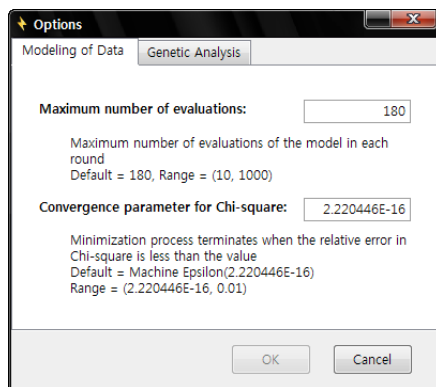 Options
Modeling of Data
Genetic Analysis
Maximum number of evaluations:
180
Maximum number of evaluations of the model in each
round
Default = 180, Range = (10, 1000)
Convergence parameter for Chi-square:
2.220446E-16
Minimization process terminates when the relative error in
Chi-square is less than the value
Default = Machine Epsilon(2.220446E-16)
Range = (2.220446E-16, 0.01)
OK
Cancel